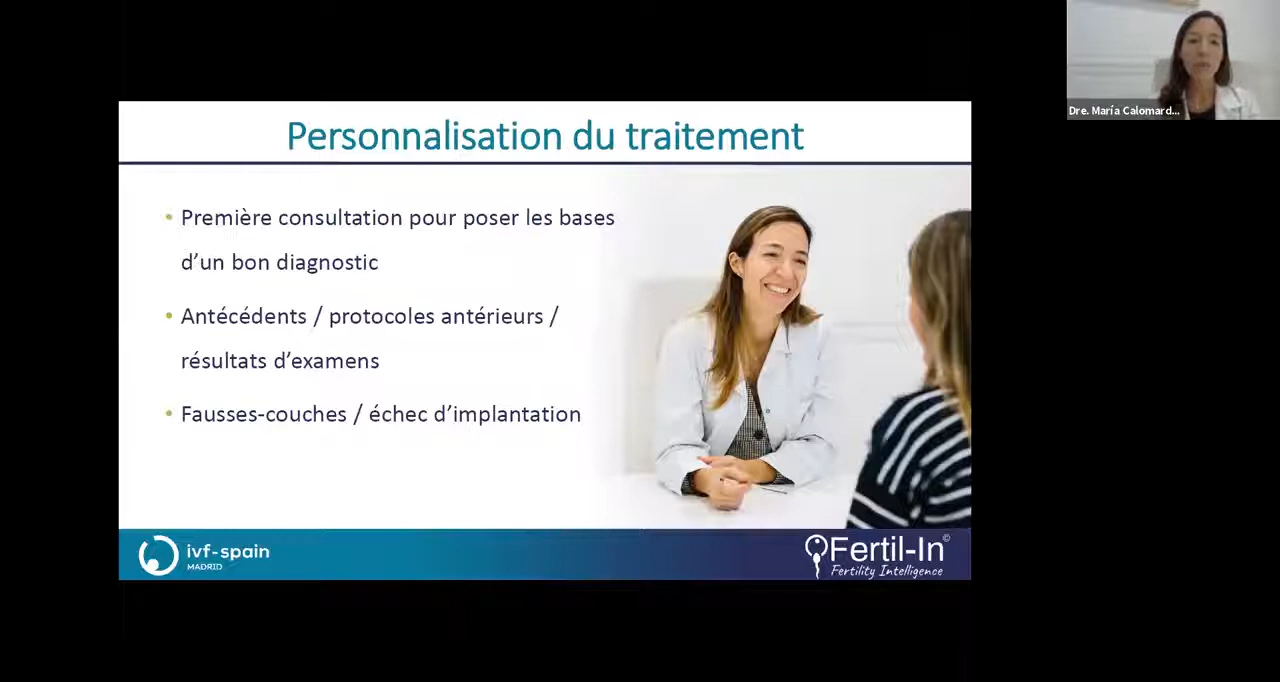 Personnalisation du traitement
• Première consultation pour poser les bases
d’un bon diagnostic
• Antécédents / protocoles antérieurs /
résultats d’examens
• Fausses-couches / échec d’implantation
ivf-spain
MADRID
Fertil-In©
Fertility Intelligence
Dre. María Calomard...